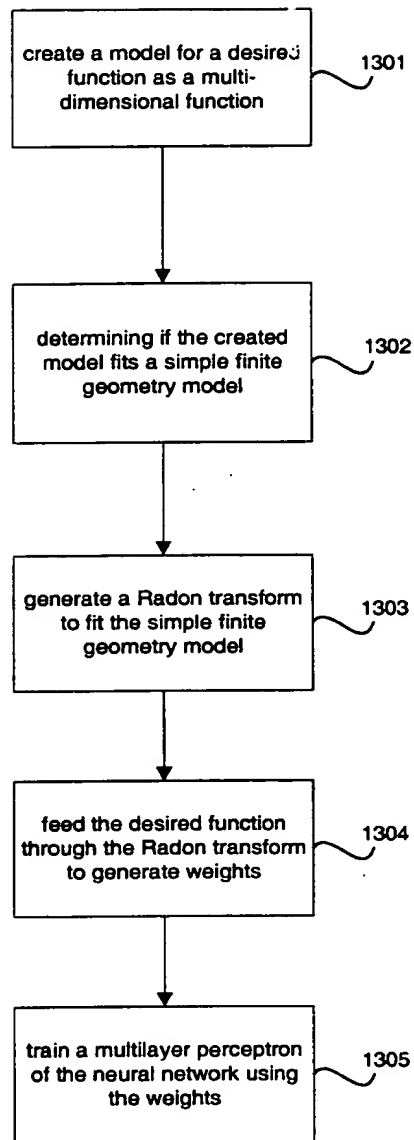 create a model for a desired
function as a multi-
dimensional function
1301
determining if the created
model fits a simple finite
geometry model
1302
generate a Radon transform
to fit the simple finite
geometry model
1303
feed the desired function
through the Radon transform
to generate weights
1304
train a multilayer perceptron
of the neural network using
the weights
1305